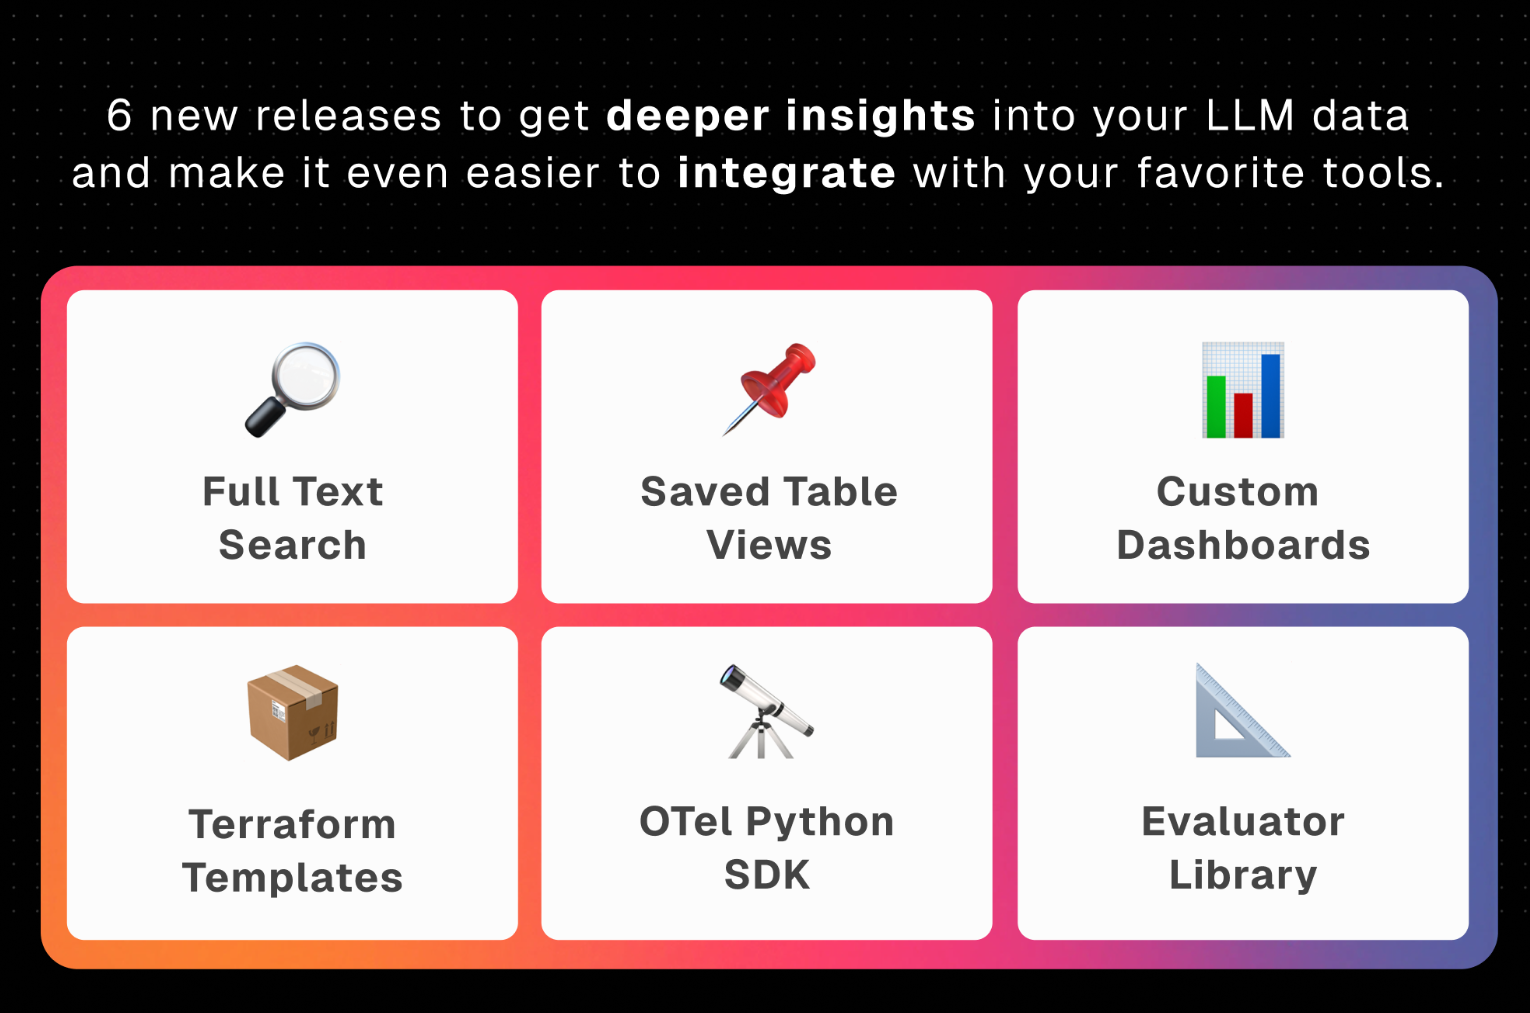 6 new releases to get deeper insights into your LLM data
and make it even easier to integrate with your favorite tools.
Full Text
Search
Saved Table
Views
Custom
Dashboards
Terraform
Templates
OTel Python
SDK
Evaluator
Library